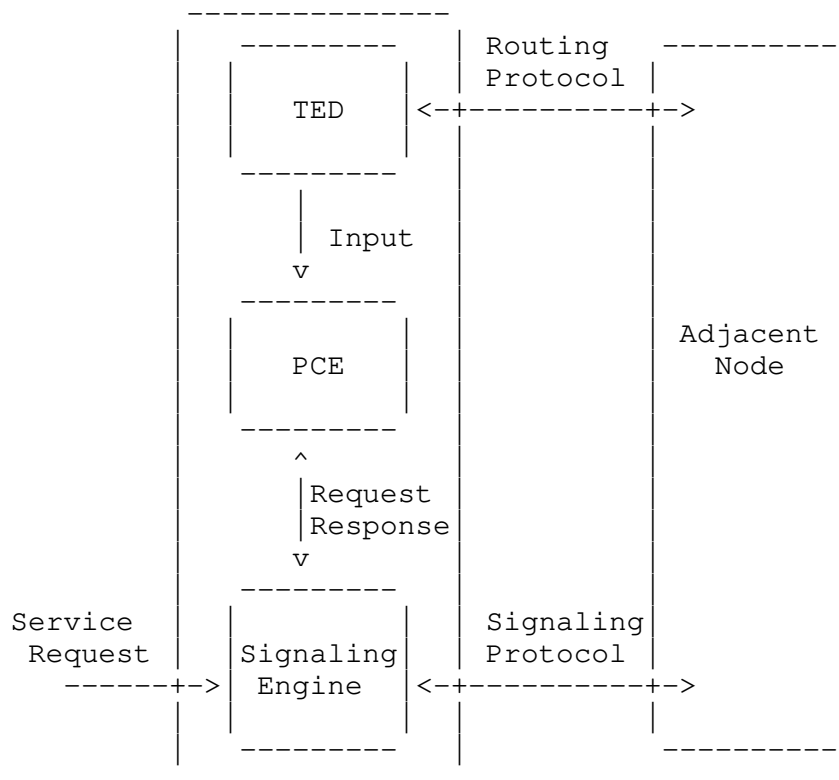 Routing
Protocol
TED
Input
PCE
Adjacent
Node
Request
Response
Service
Request
Signaling
Engine
Signaling
Protocol